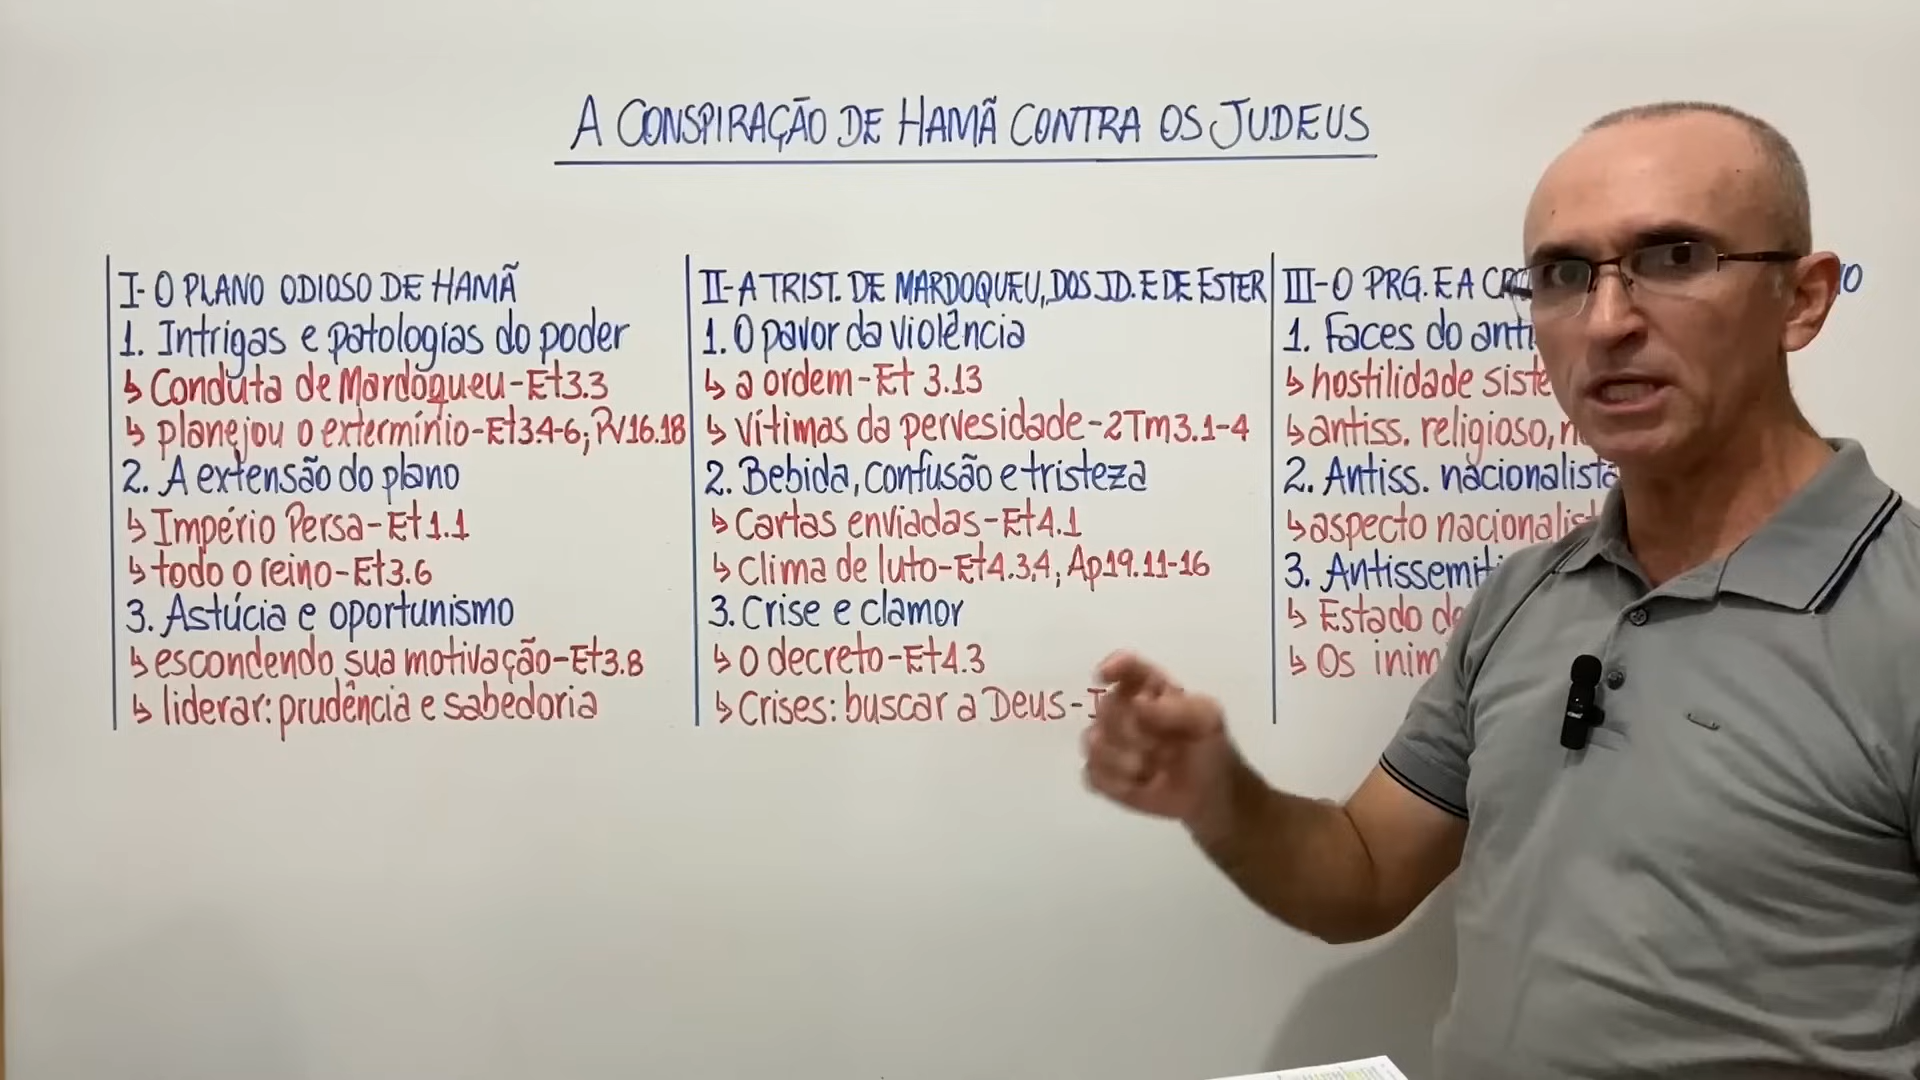 A CONSPIRAÇÃO DE HAMÃ CONTRA OS JUDEUS
I- O PLANO ODIOSO DE HAMÃ
1. Intrigas e patologias do poder
↳ Conduta de Mardoqueu-Et3.3
↳ planejou o extermínio-Et3.4-6; Pv16.18
2. A extensão do plano
↳ Império Persa-Et1.1
↳ todo o reino-Et3.6
3. Astúcia e oportunismo
↳ escondendo sua motivação-Et3.8
↳ liderar: prudência e sabedoria
II- A TRIST. DE MARDOQUEU, DOS JD. E DE ESTER
1. O pavor da violência
↳ a ordem-Et 3.13
↳ vítimas da pervesidade-2Tm3.1-4
2. Bebida, confusão e tristeza
↳ Cartas enviadas-Et4.1
↳ Clima de luto-Et4.3,4; Ap19.11-16
3. Crise e clamor
↳ O decreto-Et4.3
↳ Crises: buscar a Deus-
III- O PRG. E A
1. Faces do
↳ hostilidade
↳ antiss. religioso,
2. Antiss. nacionalista
↳ aspecto
3.
↳ Estado
↳ Os